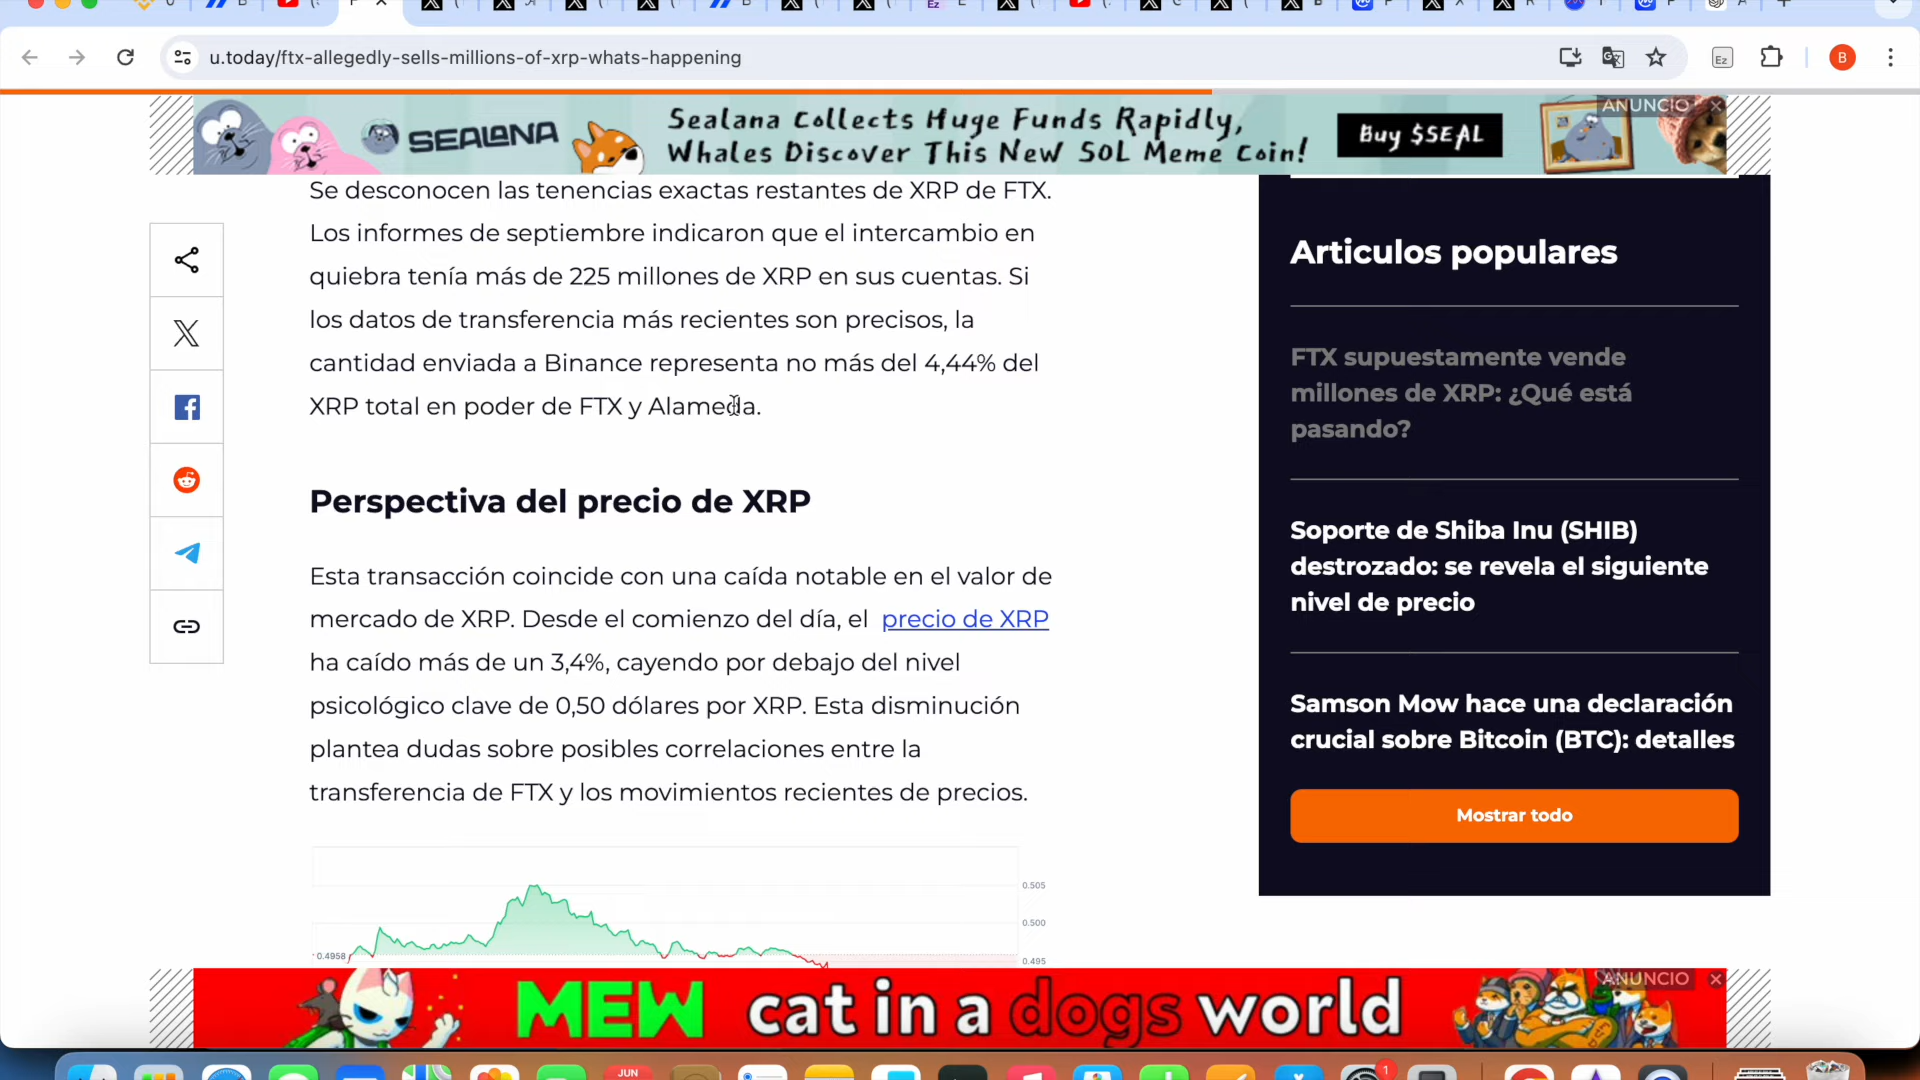 u.today/ftx-allegedly-sells-millions-of-xrp-whats-happening
Ez
B
SEALANA
Sealana Collects Huge Funds Rapidly,
Whales Discover This New SOL Meme Coin!
Buy $SEAL
ANUNCIO
Se desconocen las tenencias exactas restantes de XRP de FTX.
Los informes de septiembre indicaron que el intercambio en
quiebra tenía más de 225 millones de XRP en sus cuentas. Si
los datos de transferencia más recientes son precisos, la
cantidad enviada a Binance representa no más del 4,44% del
XRP total en poder de FTX y Alameda.
Perspectiva del precio de XRP
Esta transacción coincide con una caída notable en el valor de
mercado de XRP. Desde el comienzo del día, el precio de XRP
ha caído más de un 3,4%, cayendo por debajo del nivel
psicológico clave de 0,50 dólares por XRP. Esta disminución
plantea dudas sobre posibles correlaciones entre la
transferencia de FTX y los movimientos recientes de precios.
0.505
0.500
0.4958
0.495
Articulos populares
FTX supuestamente vende
millones de XRP: ¿Qué está
pasando?
Soporte de Shiba Inu (SHIB)
destrozado: se revela el siguiente
nivel de precio
Samson Mow hace una declaración
crucial sobre Bitcoin (BTC): detalles
Mostrar todo
MEW cat in a dogs world
ANUNCIO
JUN
1